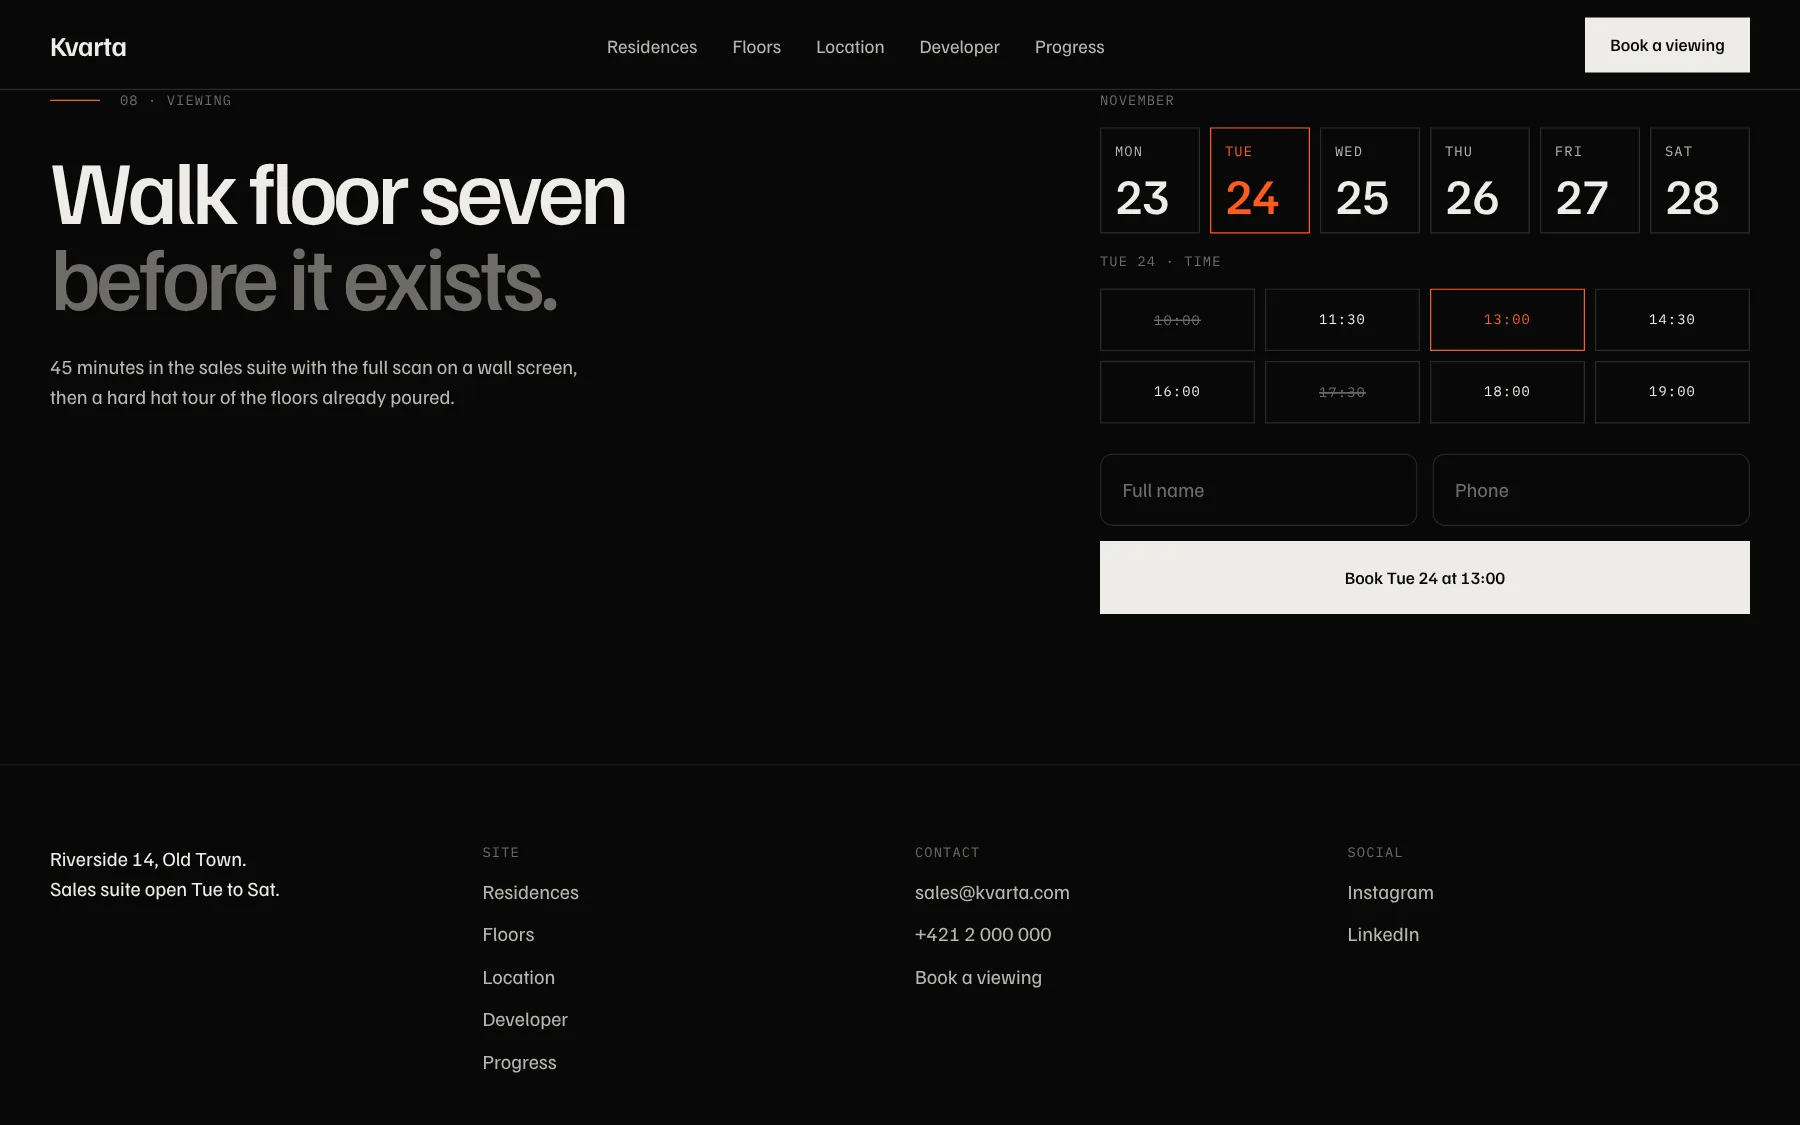 Kvarta
Residences
Floors
Location
Developer
Progress
Book a viewing
08 · VIEWING
Walk floor seven
before it exists.
45 minutes in the sales suite with the full scan on a wall screen,
then a hard hat tour of the floors already poured.
NOVEMBER
MON
23
TUE
24
WED
25
THU
26
FRI
27
SAT
28
TUE 24 · TIME
10:00
11:30
13:00
14:30
16:00
17:30
18:00
19:00
Full name
Phone
Book Tue 24 at 13:00
Riverside 14, Old Town.
Sales suite open Tue to Sat.
SITE
Residences
Floors
Location
Developer
Progress
CONTACT
sales@kvarta.com
+421 2 000 000
Book a viewing
SOCIAL
Instagram
LinkedIn